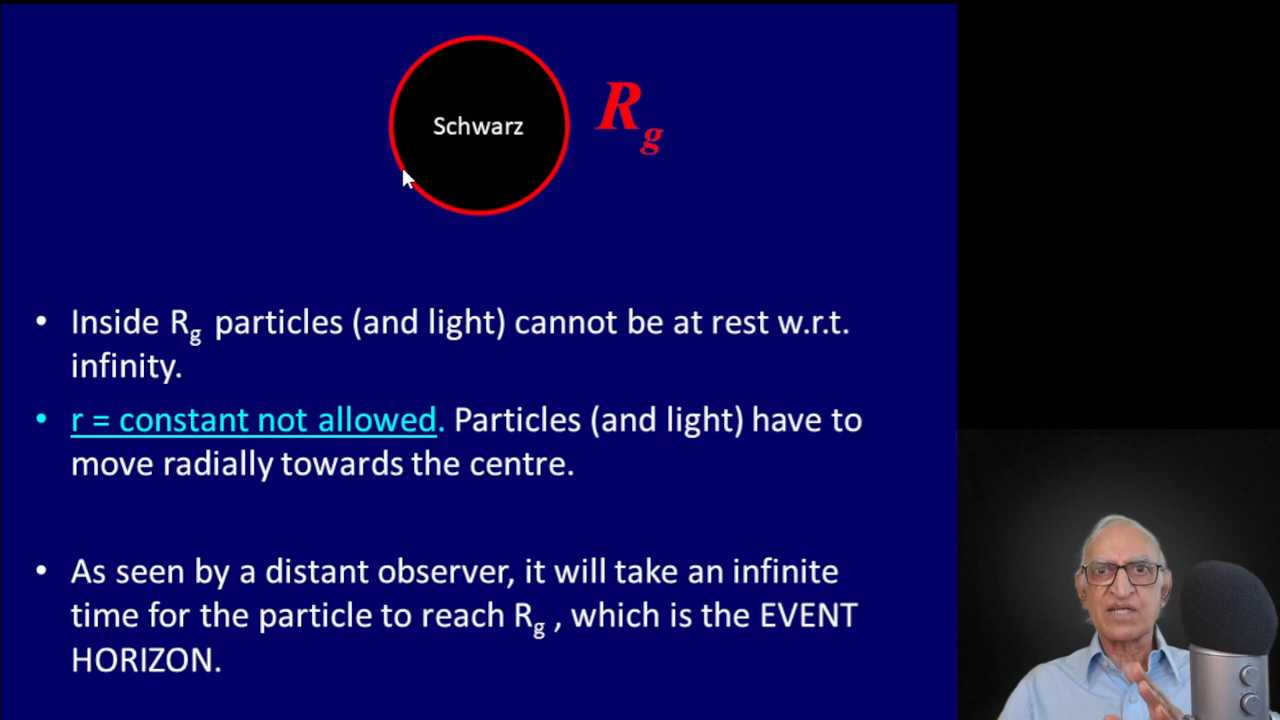 Schwarz
Rg
• Inside Rg particles (and light) cannot be at rest w.r.t.
infinity.
• r = constant not allowed. Particles (and light) have to
move radially towards the centre.
• As seen by a distant observer, it will take an infinite
time for the particle to reach Rg , which is the EVENT
HORIZON.